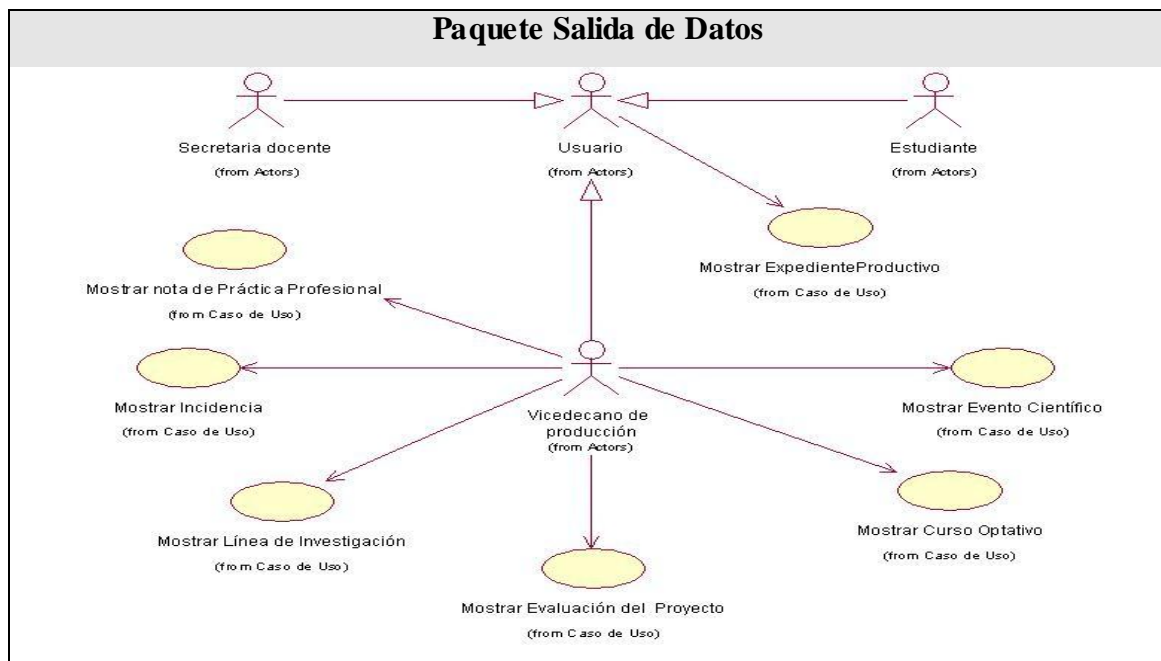 Paquete Salida de Datos
Secretaria docente
(from Actors)
Usuario
(from Actors)
Estudiante
(from Actors)
Mostrar ExpedienteProductivo
(from Caso de Uso)
Mostrar nota de Práctica Profesional
(from Caso de Uso)
Mostrar Incidencia
(from Caso de Uso)
Vicedecano de
producción
(from Actors)
Mostrar Evento Científico
(from Caso de Uso)
Mostrar Línea de Investigación
(from Caso de Uso)
Mostrar Curso Optativo
(from Caso de Uso)
Mostrar Evaluación del Proyecto
(from Caso de Uso)